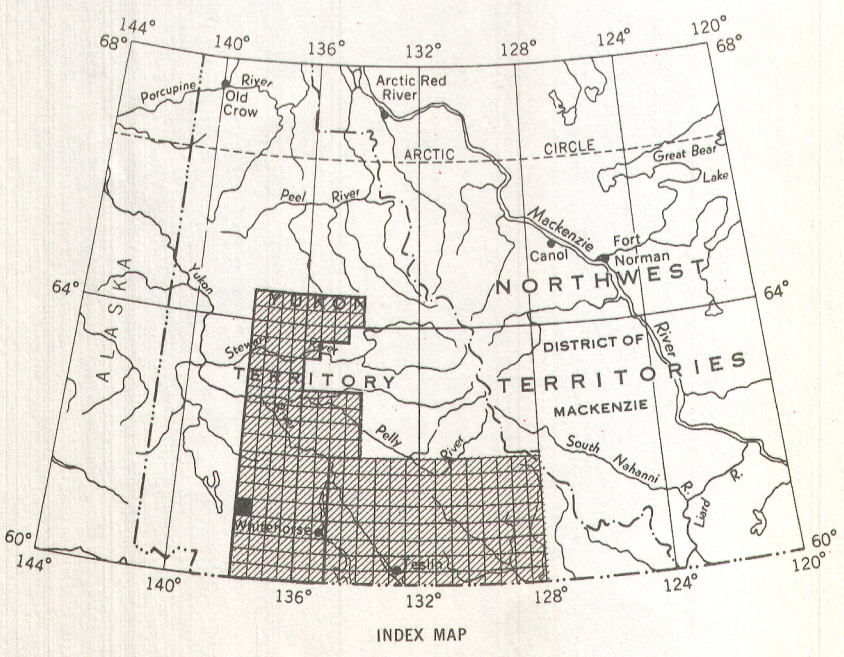 144° 140° 136° 132° 128° 124° 120°
68° 68°
Porcupine River
Old
Crow
Arctic Red
River
ARCTIC CIRCLE
Great Bear
Lake
Peel River
Mackenzie
Canol
Fort
Norman
NORTHWEST
64° 64°
ALASKA
Yukon
YUKON
Stewart River
TERRITORY
DISTRICT OF
TERRITORIES
MACKENZIE
River
Pelly
River
South Nahanni R.
Liard R.
Whitehorse
Teslin
60° 60°
144° 140° 136° 132° 128° 124° 120°
INDEX MAP